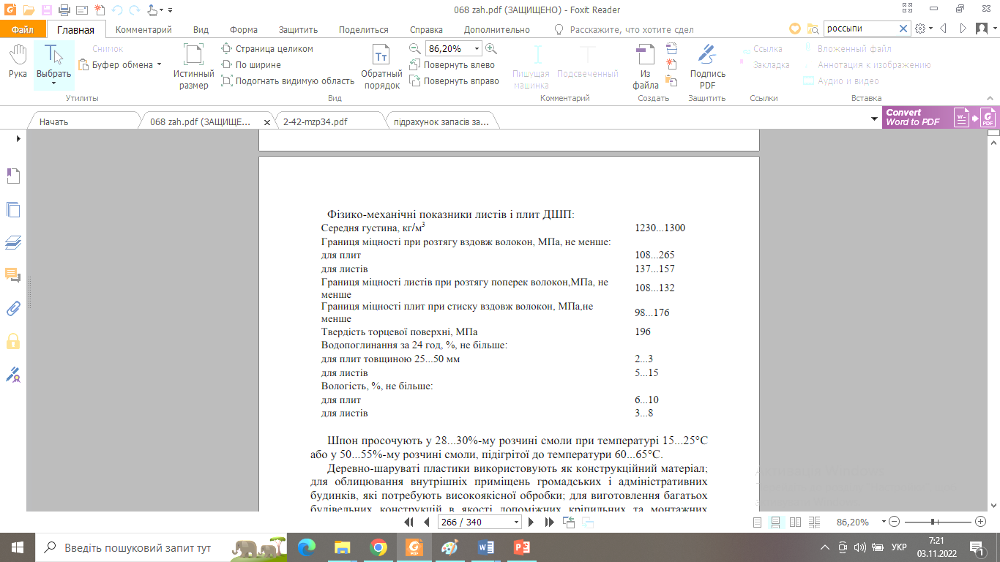 068 zah.pdf (ЗАЩИЩЕНО) - Foxit Reader
Файл Главная Комментарий Вид Форма Защитить Поделиться Справка Дополнительно Расскажите, что хотите сдел россыпи
Рука
Выбрать
Снимок
Буфер обмена
Утилиты
Истинный размер
Страница целиком
По ширине
Подогнать видимую область
Обратный порядок
86,20%
Повернуть влево
Повернуть вправо
Вид
Пишущая машинка
Подсвеченный
Комментарий
Из файла
Создать
Подпись PDF
Защитить
Ссылка
Закладка
Ссылки
Вложенный файл
Аннотация к изображению
Аудио и видео
Вставка
Начать 068 zah.pdf (ЗАЩИЩЕ... 2-42-mzp34.pdf підрахунок запасів за...
Convert
Word to PDF
Фізико-механічні показники листів і плит ДШП:
Середня густина, кг/м3 1230...1300
Границя міцності при розтягу вздовж волокон, МПа, не менше:
для плит 108...265
для листів 137...157
Границя міцності листів при розтягу поперек волокон,МПа, не
менше 108...132
Границя міцності плит при стиску вздовж волокон, МПа,не
менше 98...176
Твердість торцевої поверхні, МПа 196
Водопоглинання за 24 год, %, не більше:
для плит товщиною 25...50 мм 2...3
для листів 5...15
Вологість, %, не більше:
для плит 6...10
для листів 3...8
Шпон просочують у 28...30%-му розчині смоли при температурі 15...25°С
або у 50...55%-му розчині смоли, підігрітої до температури 60...65°С.
Деревно-шаруваті пластики використовують як конструкційний матеріал;
для облицювання внутрішніх приміщень громадських і адміністративних
будинків, які потребують високоякісної обробки; для виготовлення багатьох
будівельних конструкцій в якості допоміжних кріпильних та монтажних
266 / 340
86,20%
Введіть пошуковий запит тут
УКР
7:21
03.11.2022
1